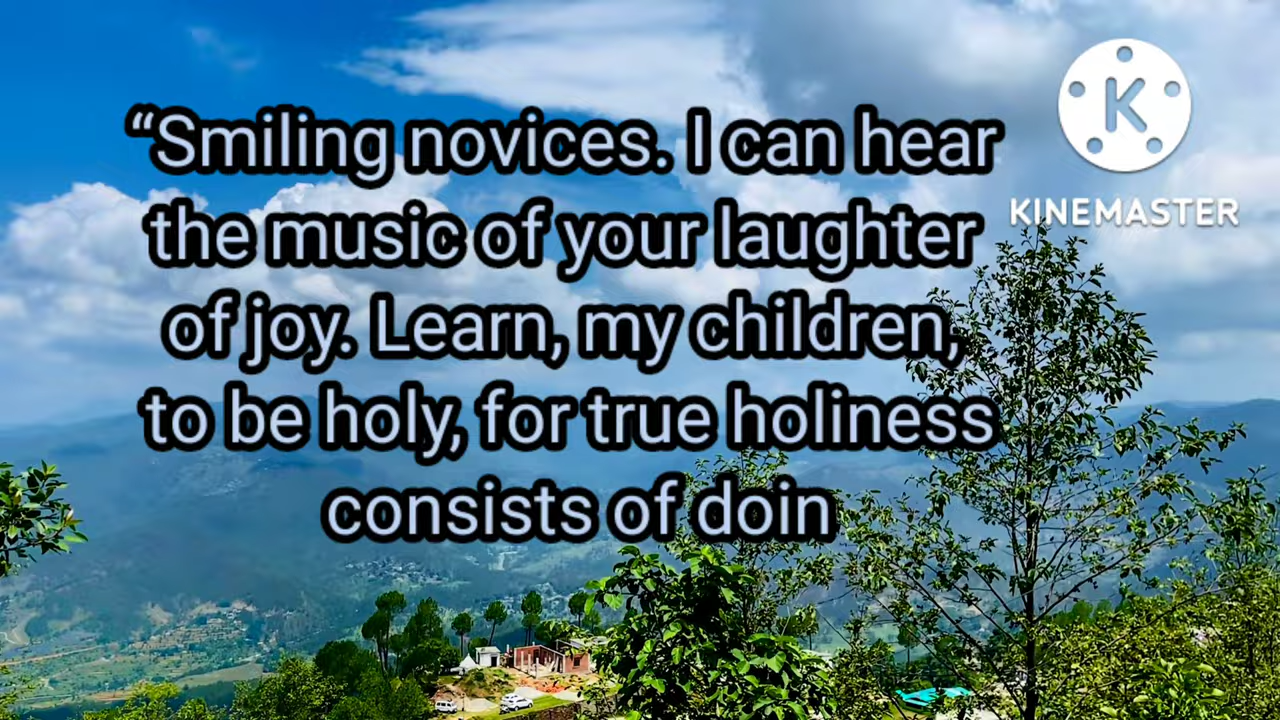 “Smiling novices. I can hear
the music of your laughter
of joy. Learn, my children,
to be holy, for true holiness
consists of doin
K
KINEMASTER